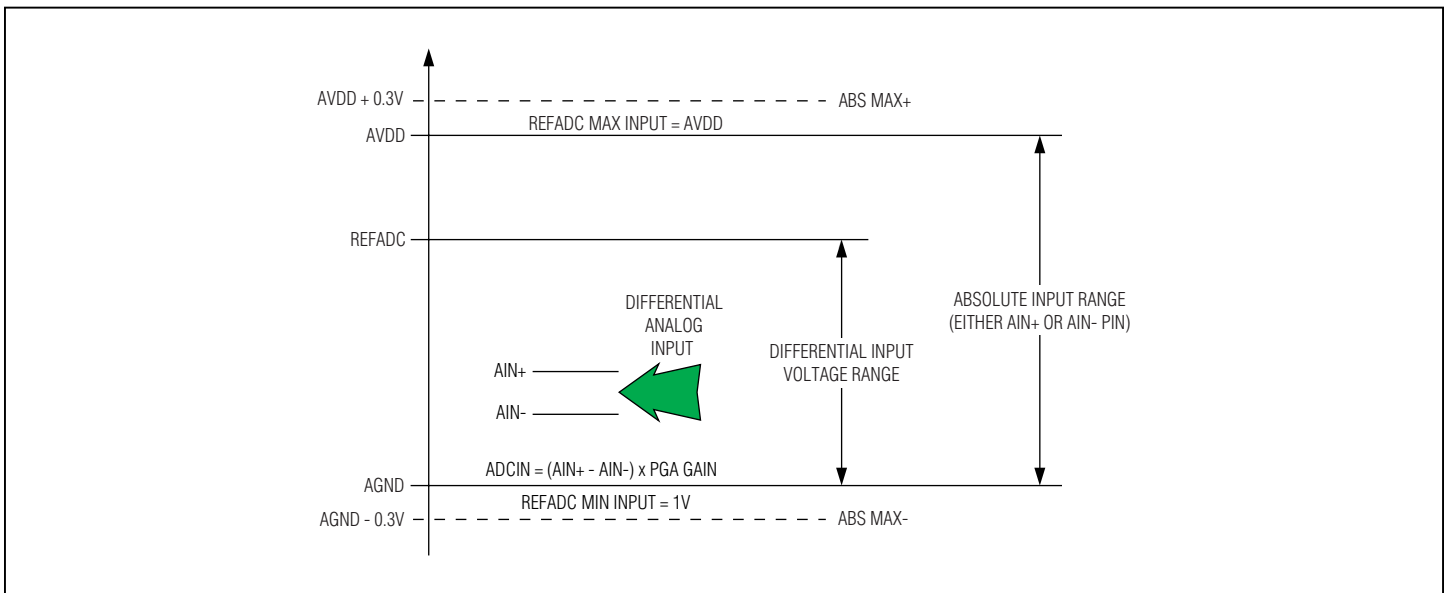 AVDD + 0.3V
ABS MAX+
REFADC MAX INPUT = AVDD
AVDD
REFADC
DIFFERENTIAL
ANALOG
INPUT
ABSOLUTE INPUT RANGE
(EITHER AIN+ OR AIN- PIN)
DIFFERENTIAL INPUT
VOLTAGE RANGE
AIN+
AIN-
ADCIN = (AIN+ - AIN-) x PGA GAIN
AGND
REFADC MIN INPUT = 1V
AGND - 0.3V
ABS MAX-